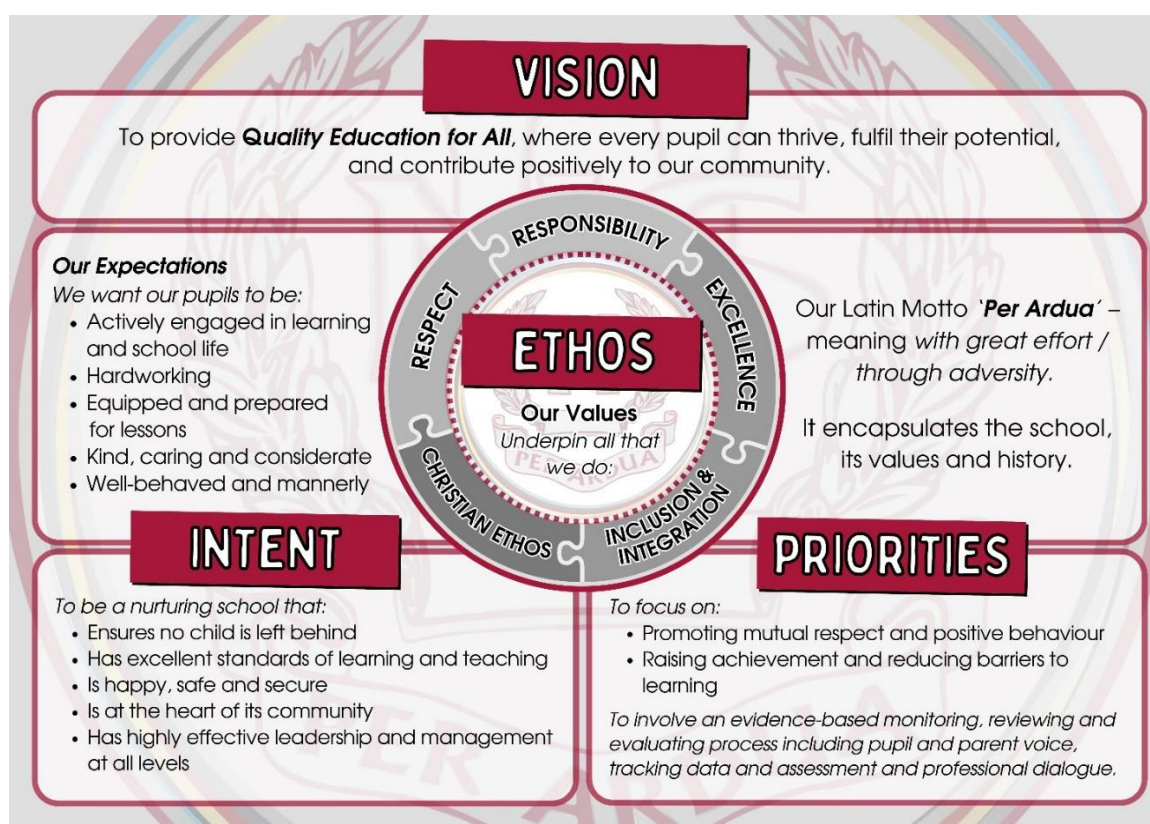 VISION
To provide Quality Education for All, where every pupil can thrive, fulfil their potential,
and contribute positively to our community.
Our Expectations
We want our pupils to be:
• Actively engaged in learning
and school life
• Hardworking
• Equipped and prepared
for lessons
• Kind, caring and considerate
• Well-behaved and mannerly
RESPECT
RESPONSIBILITY
EXCELLENCE
INCLUSION &
INTEGRATION
CHRISTIAN ETHOS
ETHOS
Our Values
Underpin all that
we do:
PER ARDUA
Our Latin Motto 'Per Ardua' –
meaning with great effort /
through adversity.
It encapsulates the school,
its values and history.
INTENT
To be a nurturing school that:
• Ensures no child is left behind
• Has excellent standards of learning and teaching
• Is happy, safe and secure
• Is at the heart of its community
• Has highly effective leadership and management
at all levels
PRIORITIES
To focus on:
• Promoting mutual respect and positive behaviour
• Raising achievement and reducing barriers to
learning
To involve an evidence-based monitoring, reviewing and
evaluating process including pupil and parent voice,
tracking data and assessment and professional dialogue.
PER ARDUA